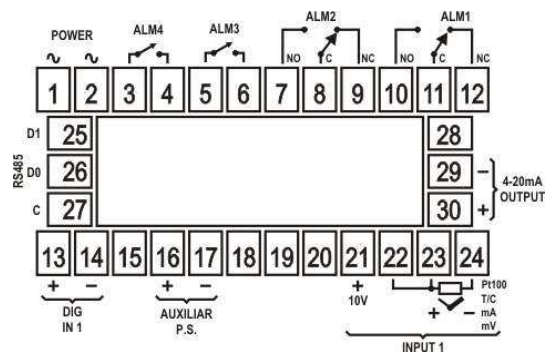 POWER ALM4 ALM3 ALM2 ALM1
~ ~ NO C NC NO C NC
1 2 3 4 5 6 7 8 9 10 11 12
D1 25 28
RS485
D0 26 29 − 4-20mA
C 27 30 + OUTPUT
13 14 15 16 17 18 19 20 21 22 23 24
+ − + − + Pt100
DIG AUXILIAR 10V T/C
IN 1 P.S. + − mA
mV
INPUT 1